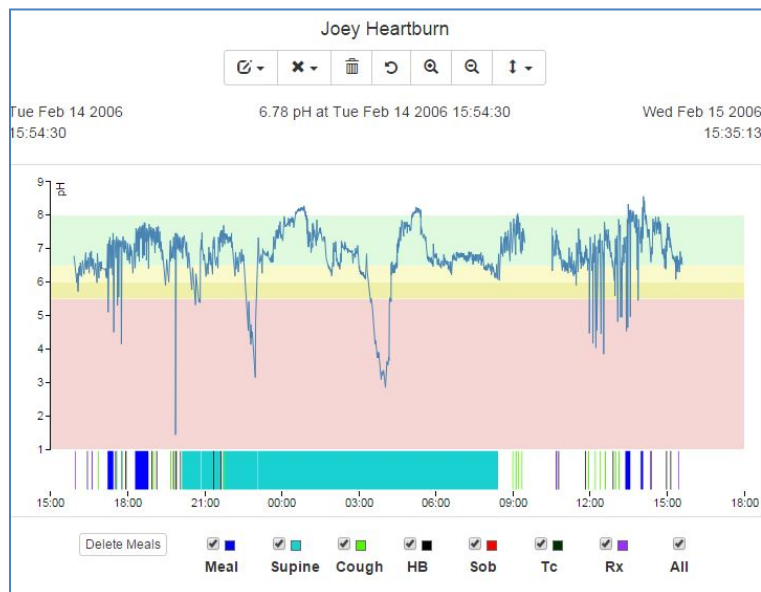 Joey Heartburn
Tue Feb 14 2006 6.78 pH at Tue Feb 14 2006 15:54:30 Wed Feb 15 2006
15:54:30 15:35:13
9
pH
8
7
6
5
4
3
2
1
15:00 18:00 21:00 00:00 03:00 06:00 09:00 12:00 15:00 18:00
Delete Meals
Meal Supine Cough HB Sob Tc Rx All